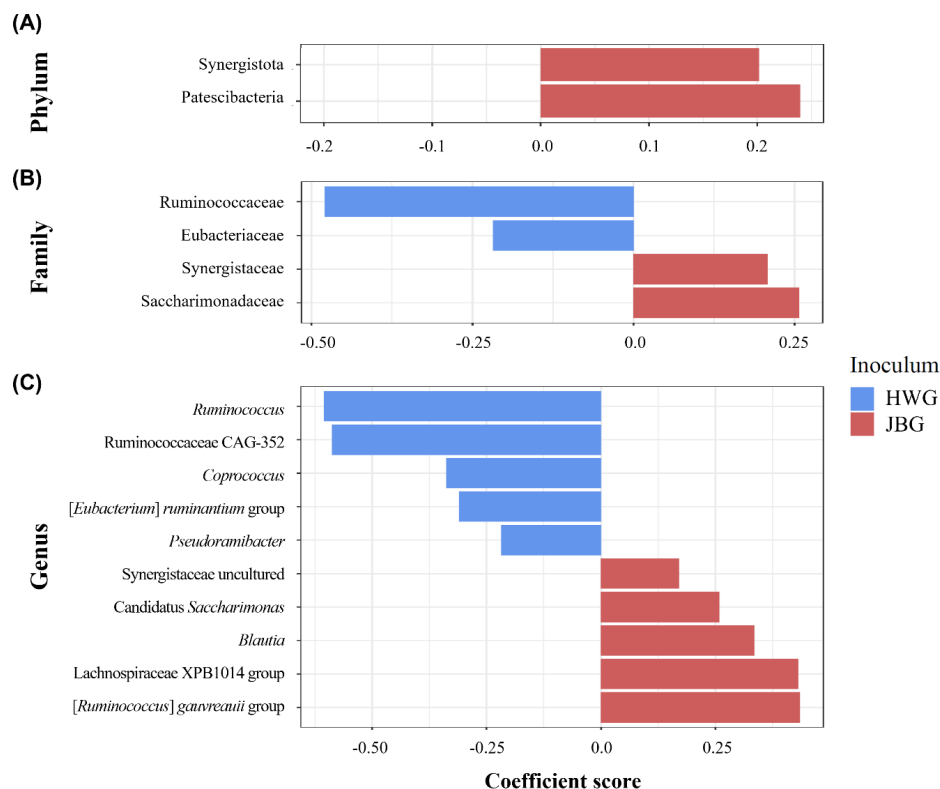 (A)
Phylum
Synergistota
Patescibacteria
-0.2 -0.1 0.0 0.1 0.2
(B)
Family
Ruminococcaceae
Eubacteriaceae
Synergistaceae
Saccharimonadaceae
-0.50 -0.25 0.0 0.25
Inoculum
HWG
JBG
(C)
Genus
Ruminococcus
Ruminococcaceae CAG-352
Coprococcus
[Eubacterium] ruminantium group
Pseudoramibacter
Synergistaceae uncultured
Candidatus Saccharimonas
Blautia
Lachnospiraceae XPB1014 group
[Ruminococcus] gauvreauii group
-0.50 -0.25 0.0 0.25
Coefficient score